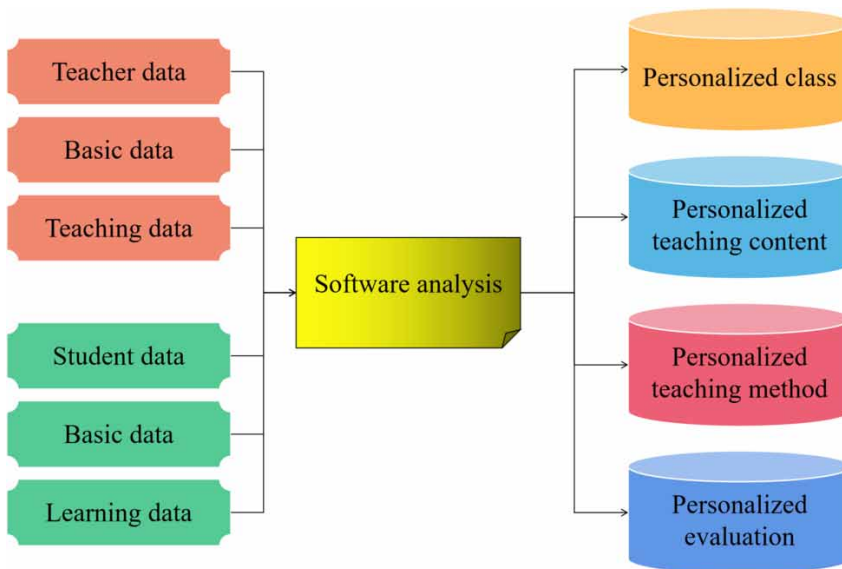 Teacher data
Basic data
Teaching data
Student data
Basic data
Learning data
Software analysis
Personalized class
Personalized
teaching content
Personalized
teaching method
Personalized
evaluation